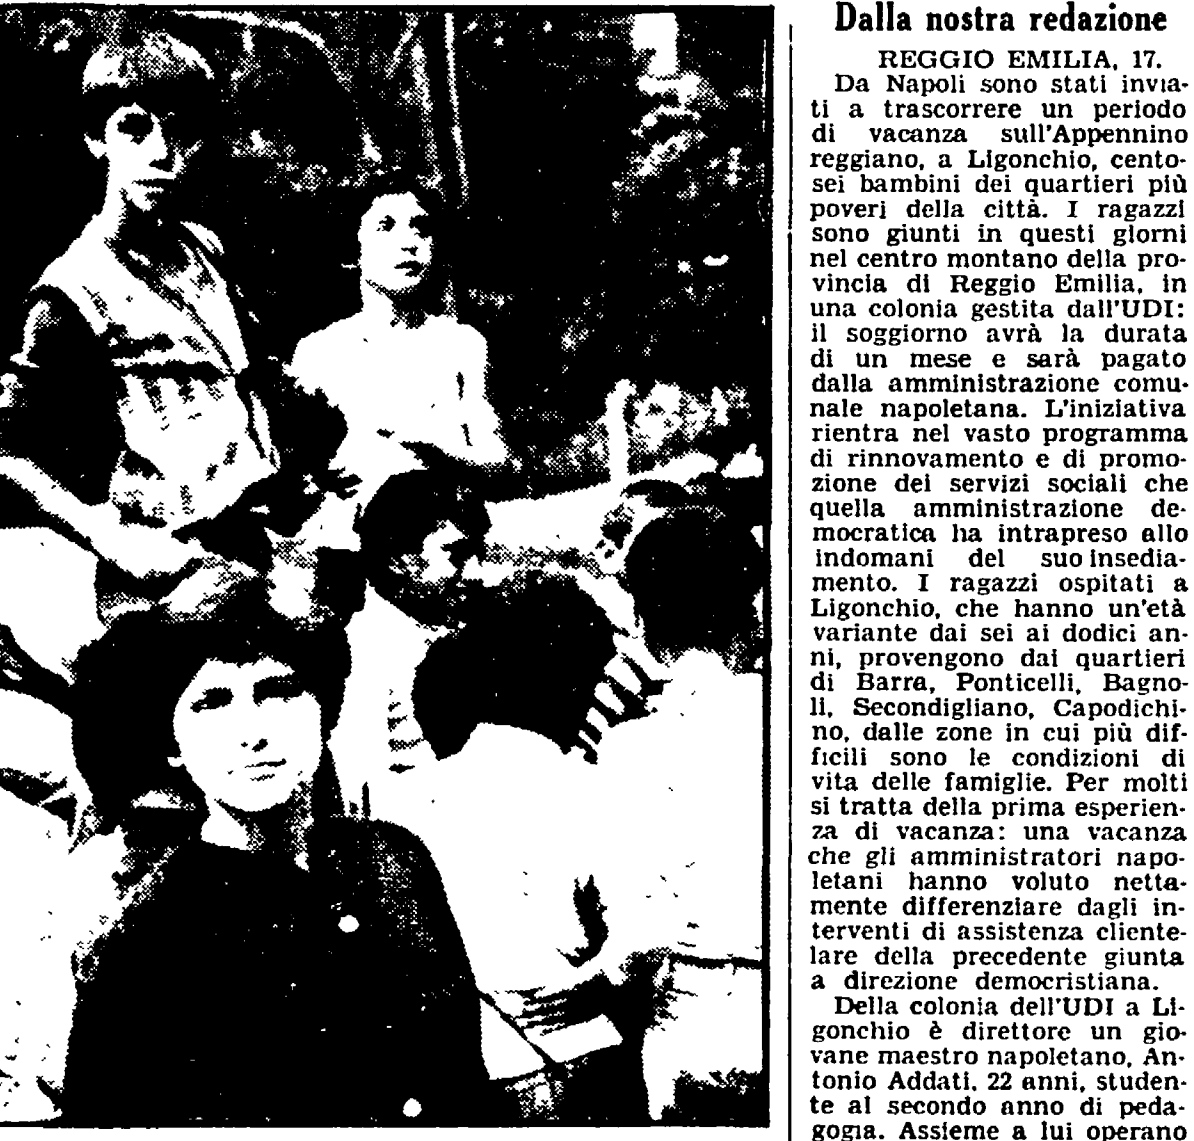 Dalla nostra redazione
REGGIO EMILIA, 17.
Da Napoli sono stati invia-
ti a trascorrere un periodo
di vacanza sull'Appennino
reggiano, a Ligonchio, cento-
sei bambini dei quartieri più
poveri della città. I ragazzi
sono giunti in questi giorni
nel centro montano della pro-
vincia di Reggio Emilia, in
una colonia gestita dall'UDI:
il soggiorno avrà la durata
di un mese e sarà pagato
dalla amministrazione comu-
nale napoletana. L'iniziativa
rientra nel vasto programma
di rinnovamento e di promo-
zione dei servizi sociali che
quella amministrazione de-
mocratica ha intrapreso allo
indomani del suo insedia-
mento. I ragazzi ospitati a
Ligonchio, che hanno un'età
variante dai sei ai dodici an-
ni, provengono dai quartieri
di Barra, Ponticelli, Bagno-
li, Secondigliano, Capodichi-
no, dalle zone in cui più dif-
ficili sono le condizioni di
vita delle famiglie. Per molti
si tratta della prima esperien-
za di vacanza: una vacanza
che gli amministratori napo-
letani hanno voluto netta-
mente differenziare dagli in-
terventi di assistenza cliente-
lare della precedente giunta
a direzione democristiana.
Della colonia dell'UDI a Li-
gonchio è direttore un gio-
vane maestro napoletano, An-
tonio Addati, 22 anni, studen-
te al secondo anno di peda-
gogia. Assieme a lui operano